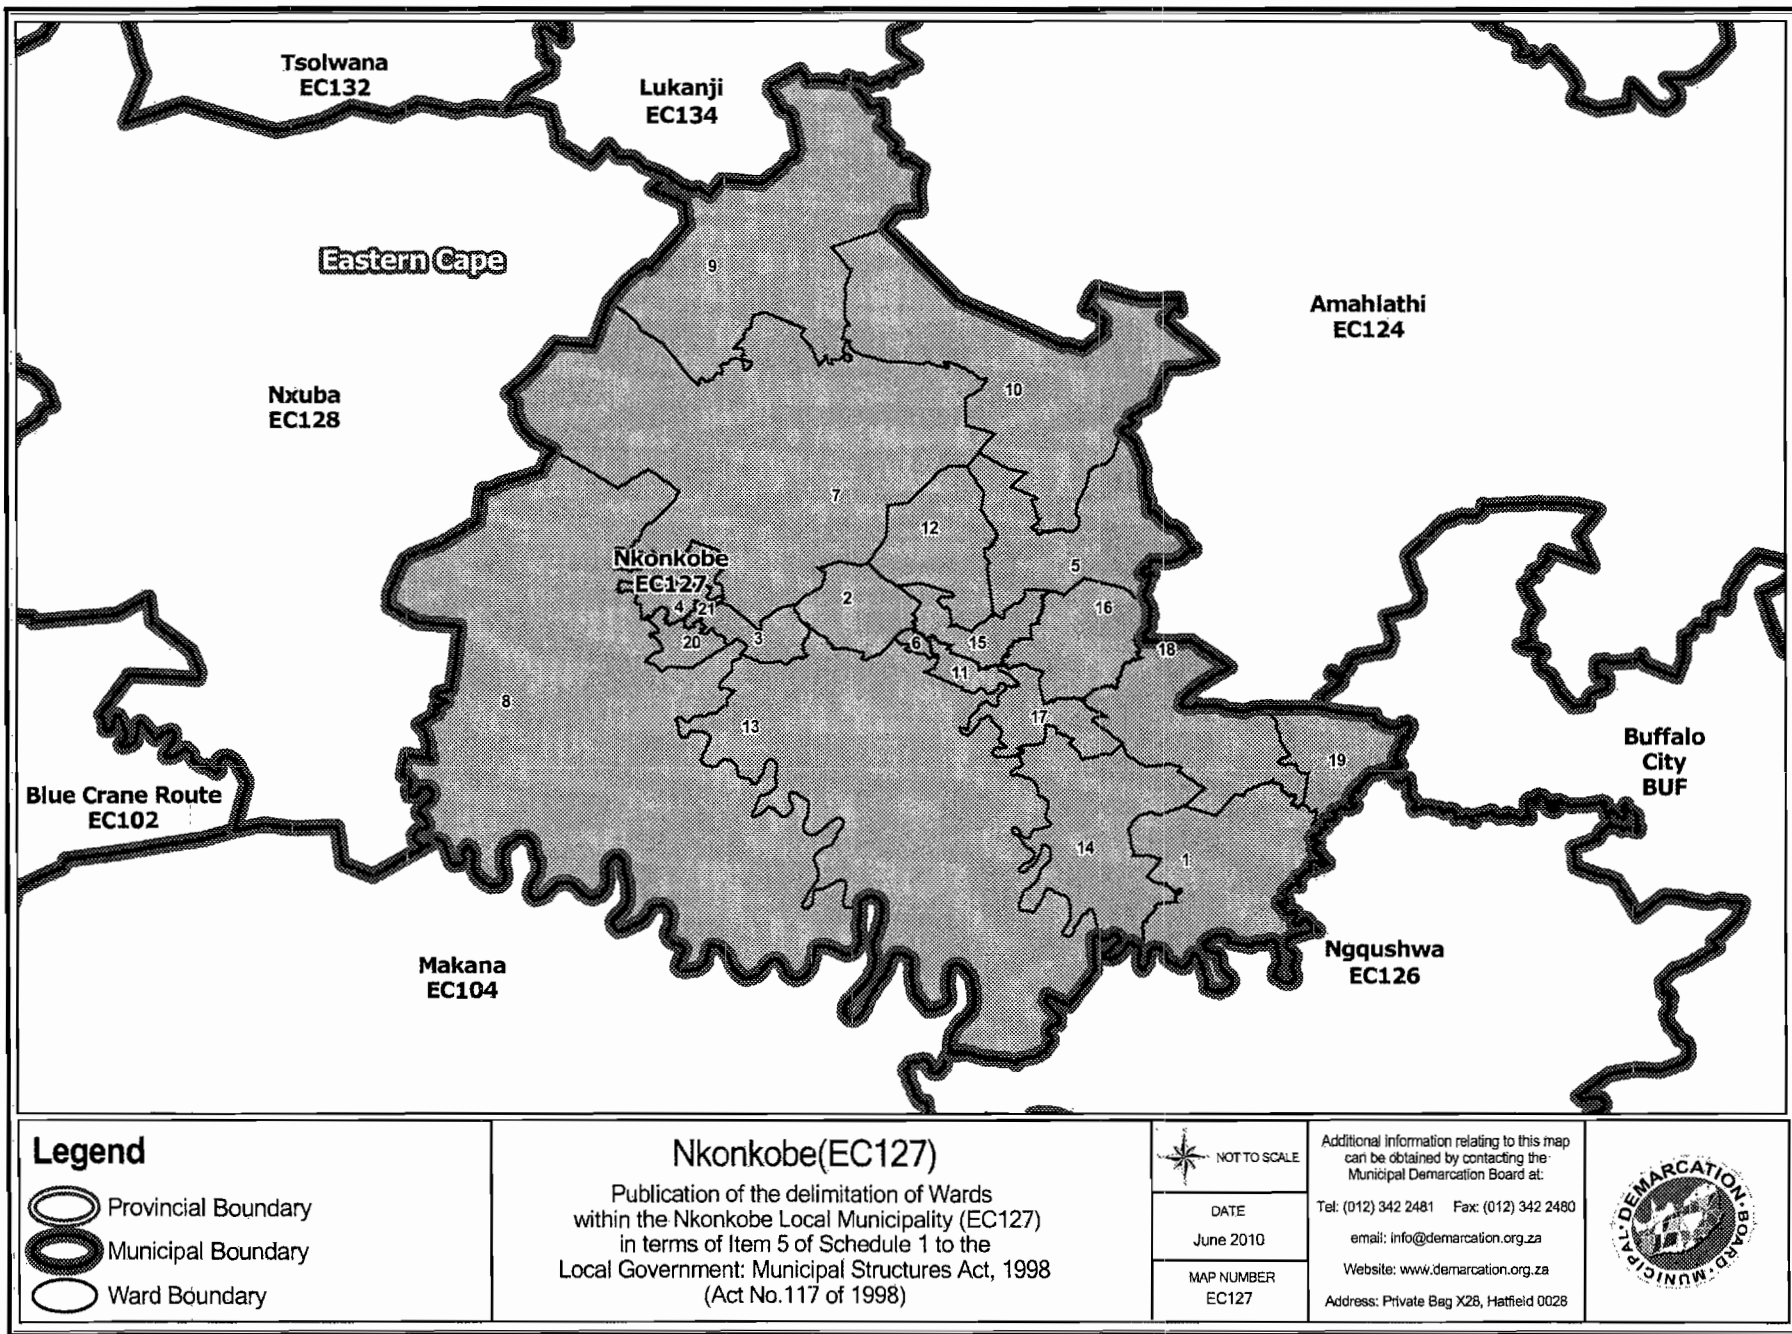 Tsolwana
EC132
Lukanji
EC134
Eastern Cape
9
Amahlathi
EC124
Nxuba
EC128
10
7
12
Nkonkobe
EC127
5
2
16
4
21
3
20
6
15
18
11
8
13
17
Buffalo
City
BUF
19
Blue Crane Route
EC102
14
1
Makana
EC104
Ngqushwa
EC126
Legend
Provincial Boundary
Municipal Boundary
Ward Boundary
Nkonkobe(EC127)
Publication of the delimitation of Wards
within the Nkonkobe Local Municipality (EC127)
in terms of Item 5 of Schedule 1 to the
Local Government: Municipal Structures Act, 1998
(Act No.117 of 1998)
NOT TO SCALE
DATE
June 2010
MAP NUMBER
EC127
Additional information relating to this map
can be obtained by contacting the
Municipal Demarcation Board at:
Tel: (012) 342 2481 Fax: (012) 342 2480
email: info@demarcation.org.za
Website: www.demarcation.org.za
Address: Private Bag X28, Hatfield 0028
MUNICIPAL DEMARCATION BOARD